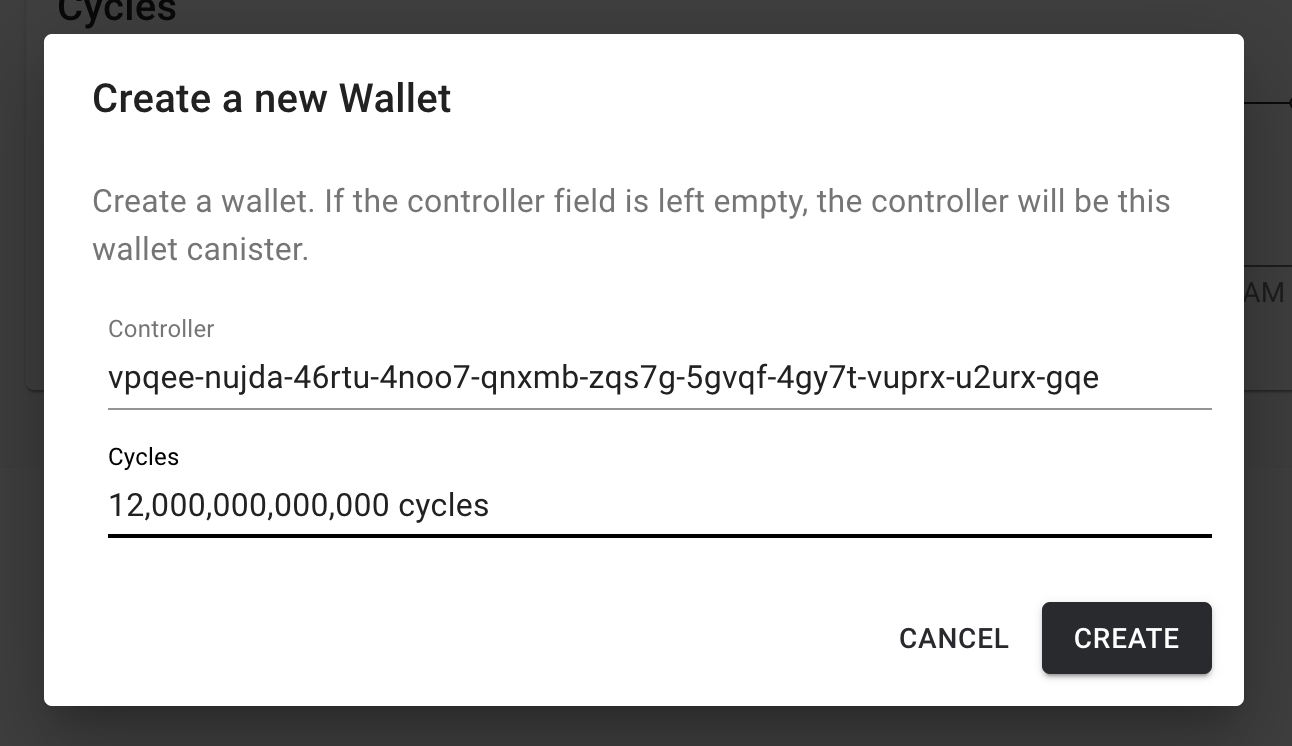 Cycles
Create a new Wallet
Create a wallet. If the controller field is left empty, the controller will be this
wallet canister.
AM
Controller
vpqee-nujda-46rtu-4noo7-qnxmb-zqs7g-5gvqf-4gy7t-vuprx-u2urx-gqe
Cycles
12,000,000,000,000 cycles
CANCEL CREATE